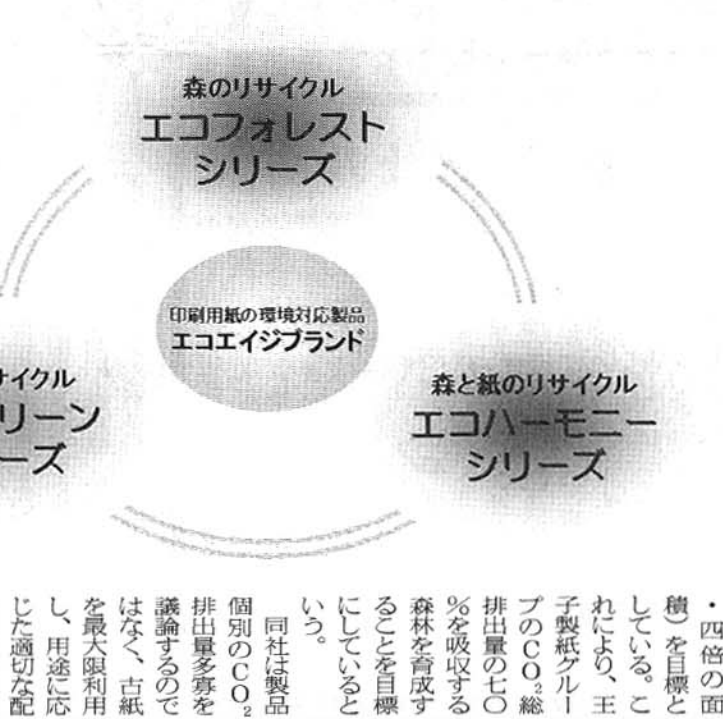 森のリサイクル
エコフォレスト
シリーズ
印刷用紙の環境対応製品
エコエイジブランド
サイクル
リーン
ーズ
森と紙のリサイクル
エコハーモニー
シリーズ
・四倍の面
積）を目標と
している。こ
れにより、王
子製紙グルー
プのCO₂総
排出量の七〇
％を吸収する
森林を育成す
ることを目標
にしていると
いう。
同社は製品
個別のCO₂
排出量多寡を
議論するので
はなく、古紙
を最大限利用
し、用途に応
じた適切な配